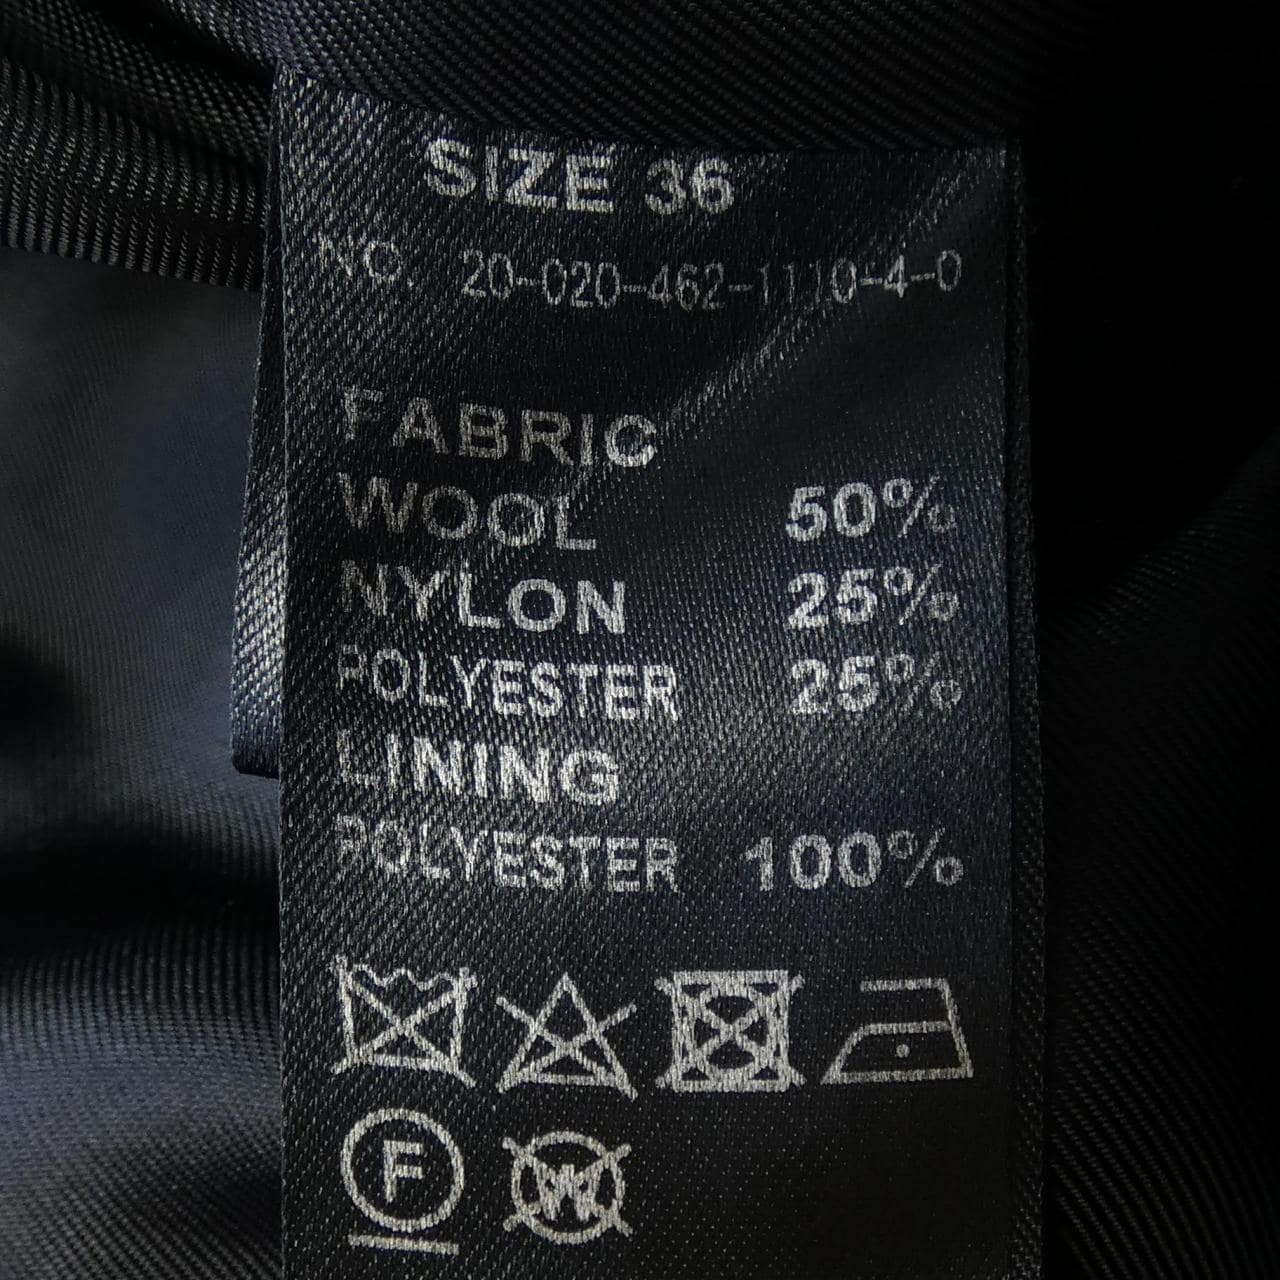 SIZE 36
NO. 20-020-462-1110-4-0
FABRIC
WOOL 50%
NYLON 25%
POLYESTER 25%
LINING
POLYESTER 100%
F W